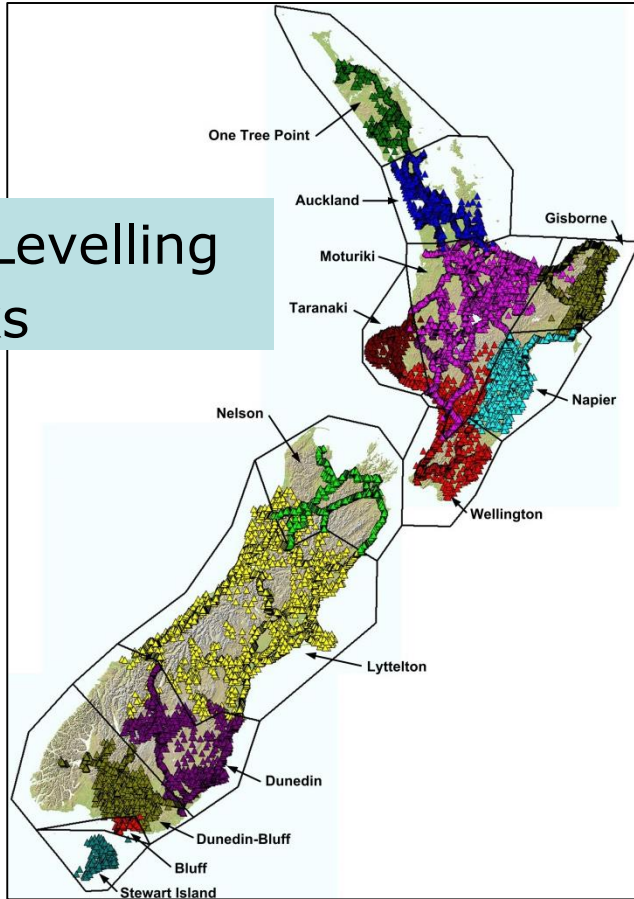 One Tree Point
Auckland
Levelling
Gisborne
Moturiki
Taranaki
Napier
Nelson
Wellington
Lyttelton
Dunedin
Dunedin-Bluff
Bluff
Stewart Island